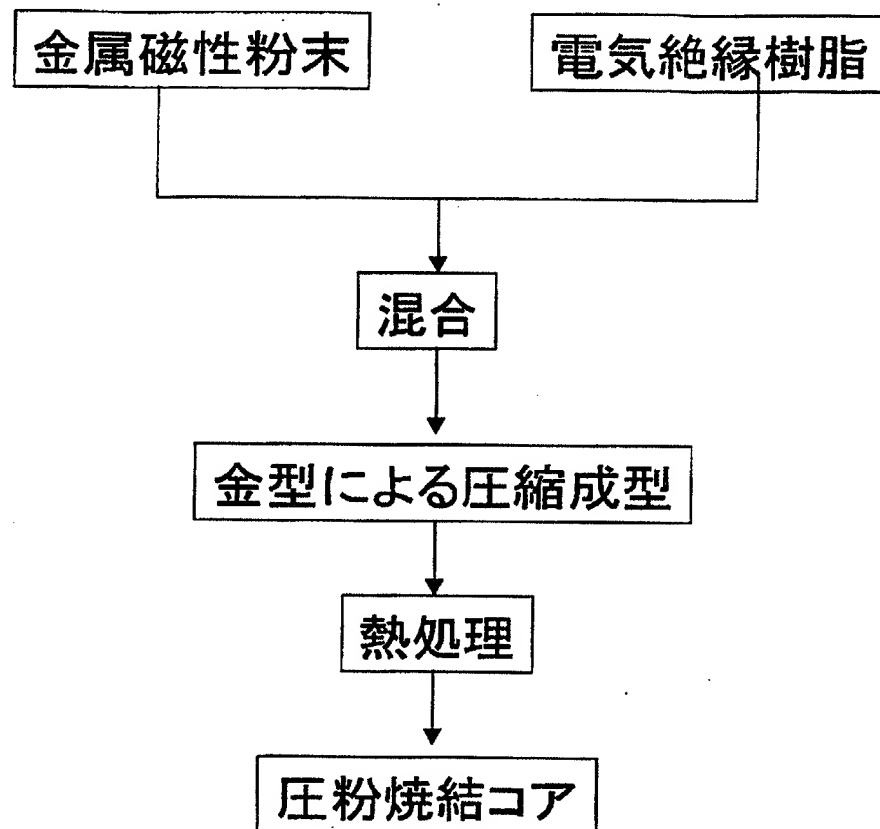 金属磁性粉末
電気絶縁樹脂
混合
金型による圧縮成型
熱処理
圧粉焼結コア